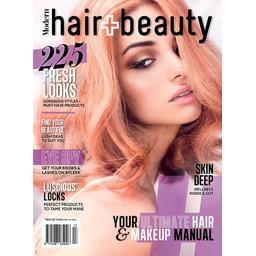 Modern
hair+beauty
225
FRESH
LOOKS
GORGEOUS STYLES +
MUST HAVE PRODUCTS
FIND YOUR
BEAUTIFUL
LUSH IDEAS
TO SUIT YOU
EYE SPY
GET YOUR BROWS &
LASHES ON
LUSCIOUS
LOCKS
PERFECT PRODUCTS
TO TAME YOUR MANE
SKIN
DEEP
WELLNESS
INSIDE & OUT
YOUR ULTIMATE HAIR
& MAKEUP MANUAL